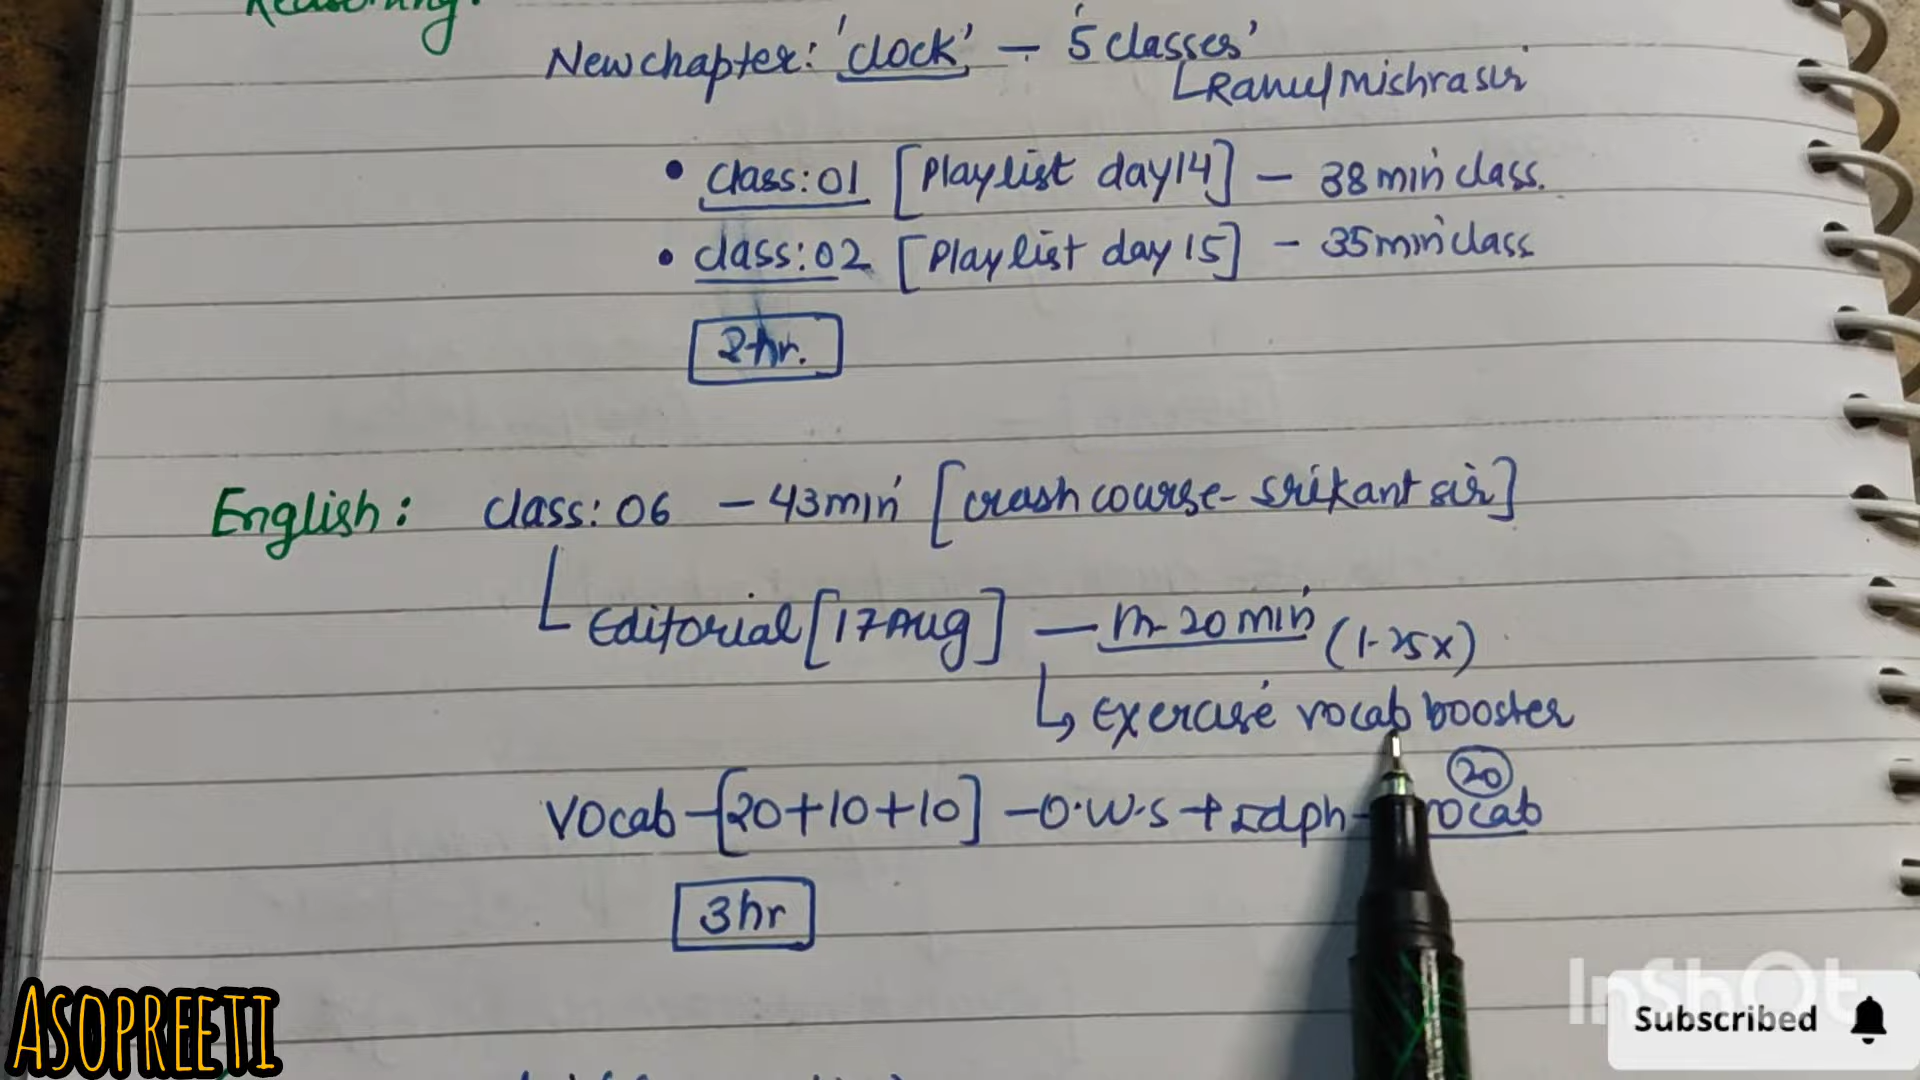 Reasoning:
New chapter: 'clock' – '5 classes'
Rahul Mishra sir
• class: 01 [Playlist day 14] – 38 min class.
• class: 02 [Playlist day 15] – 35 min class
2 hr.
English: class: 06 – 43 min [crash course - Srikant sir]
Editorial [17 Aug] – 20 min (1.25x)
↳ Exercise vocab booster
20
Vocab – [20+10+10] – O.W.S + Idph vocab
3 hr
ASOPREETI
InShOt
Subscribed